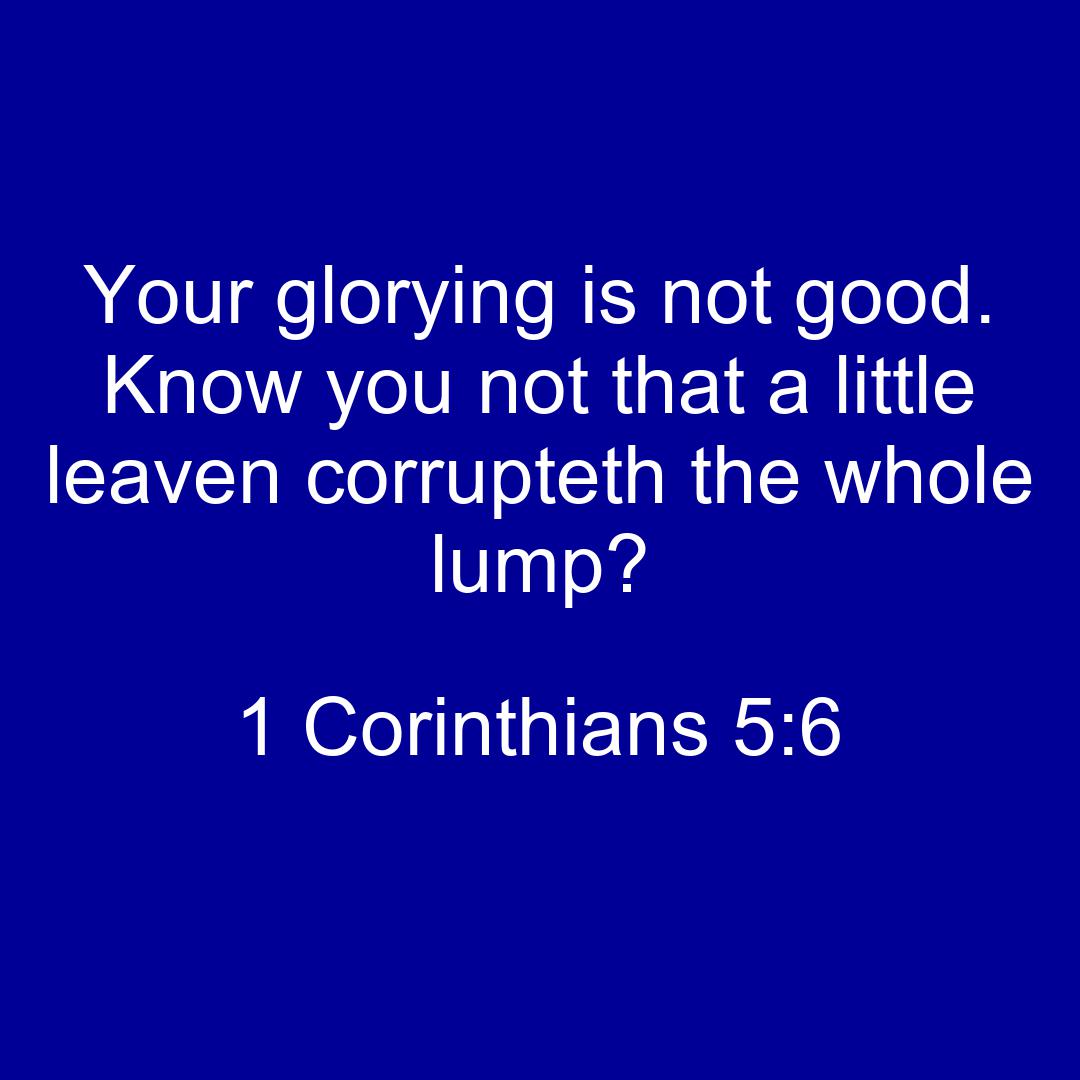 Your glorying is not good.
Know you not that a little
leaven corrupteth the whole
lump?
1 Corinthians 5:6